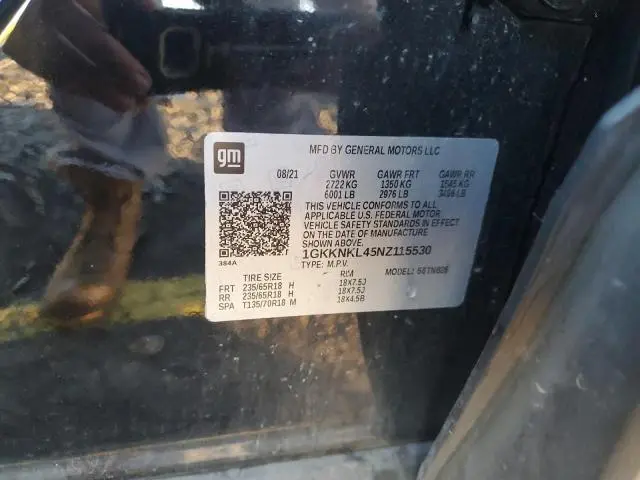 gm
MFD BY GENERAL MOTORS LLC
08/21 GVWR GAWR FRT GAWR RR
2722 KG 1350 KG 1545 KG
6001 LB 2976 LB 3406 LB
THIS VEHICLE CONFORMS TO ALL
APPLICABLE U.S. FEDERAL MOTOR
VEHICLE SAFETY STANDARDS IN EFFECT
ON THE DATE OF MANUFACTURE
SHOWN ABOVE.
1GKKNKL45NZ115530
384A
TYPE: M.P.V. MODEL:
TIRE SIZE RIM
FRT 235/65R18 H 18X7.5J
RR 235/65R18 H 18X7.5J
SPA T135/70R18 M 18X4.5B